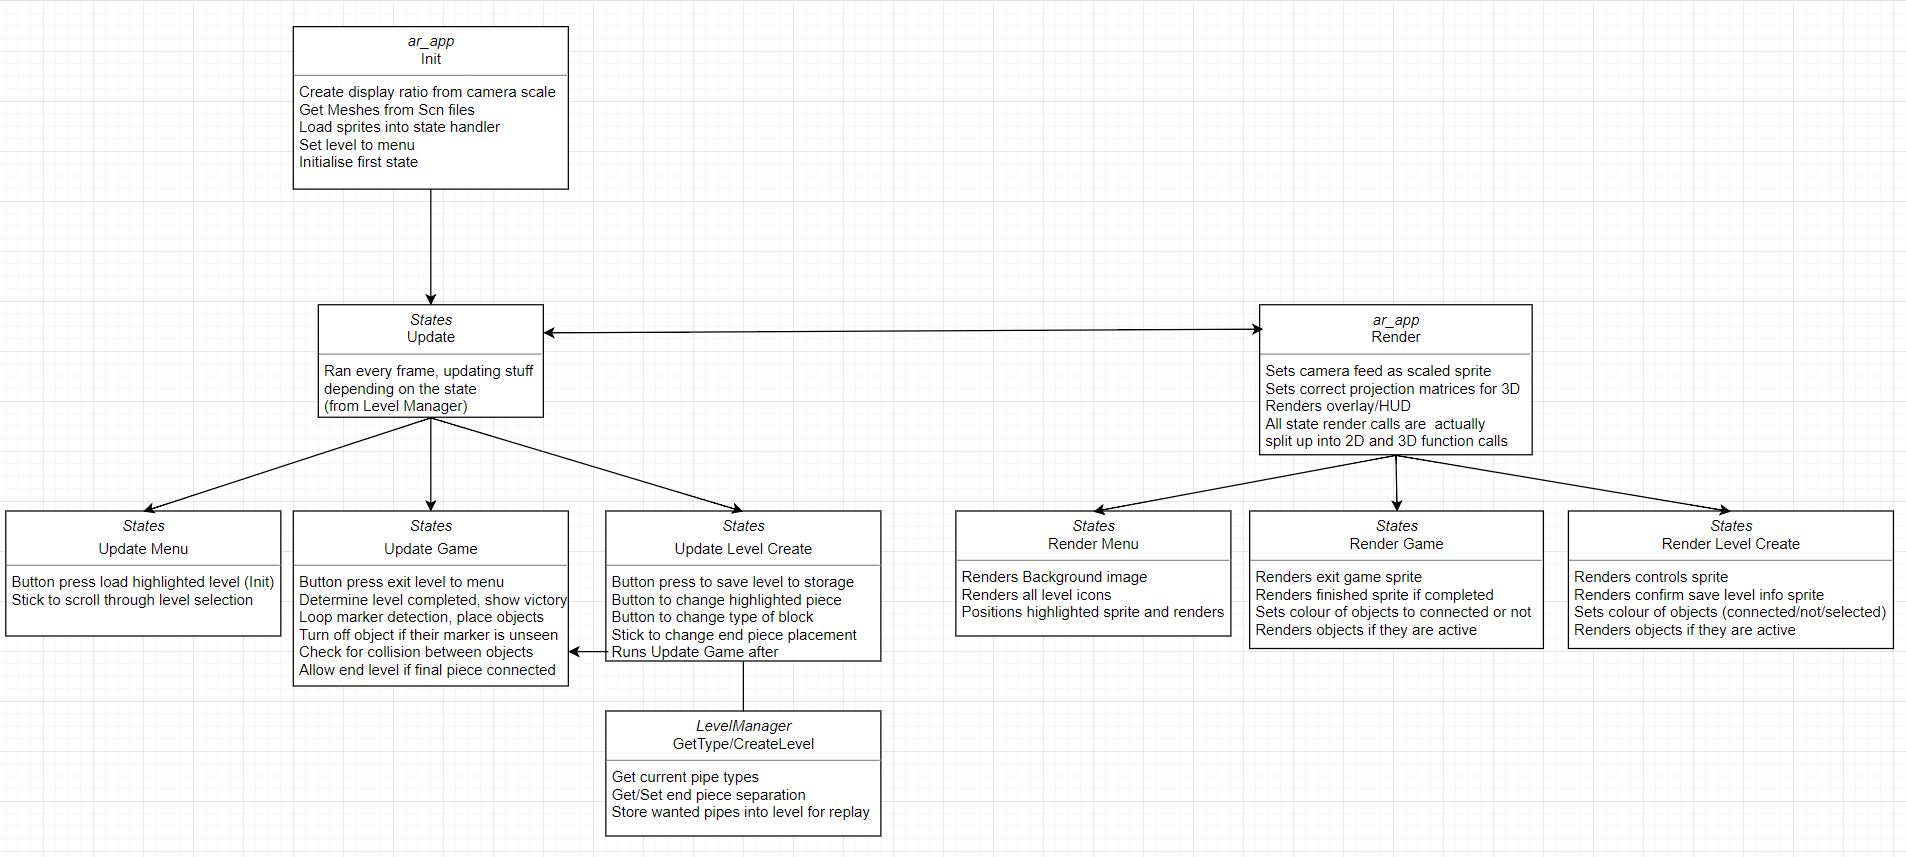 ar_app
Init
Create display ratio from camera scale
Get Meshes from Scn files
Load sprites into state handler
Set level to menu
Initialise first state
States
Update
Ran every frame, updating stuff
depending on the state
(from Level Manager)
ar_app
Render
Sets camera feed as scaled sprite
Sets correct projection matrices for 3D
Renders overlay/HUD
All state render calls are actually
split up into 2D and 3D function calls
States
Update Menu
Button press load highlighted level (Init)
Stick to scroll through level selection
States
Update Game
Button press exit level to menu
Determine level completed, show victory
Loop marker detection, place objects
Turn off object if their marker is unseen
Check for collision between objects
Allow end level if final piece connected
States
Update Level Create
Button press to save level to storage
Button to change highlighted piece
Button to change type of block
Stick to change end piece placement
Runs Update Game after
States
Render Menu
Renders Background image
Renders all level icons
Positions highlighted sprite and renders
States
Render Game
Renders exit game sprite
Renders finished sprite if completed
Sets colour of objects to connected or not
Renders objects if they are active
States
Render Level Create
Renders controls sprite
Renders confirm save level info sprite
Sets colour of objects (connected/not/selected)
Renders objects if they are active
LevelManager
GetType/CreateLevel
Get current pipe types
Get/Set end piece separation
Store wanted pipes into level for replay